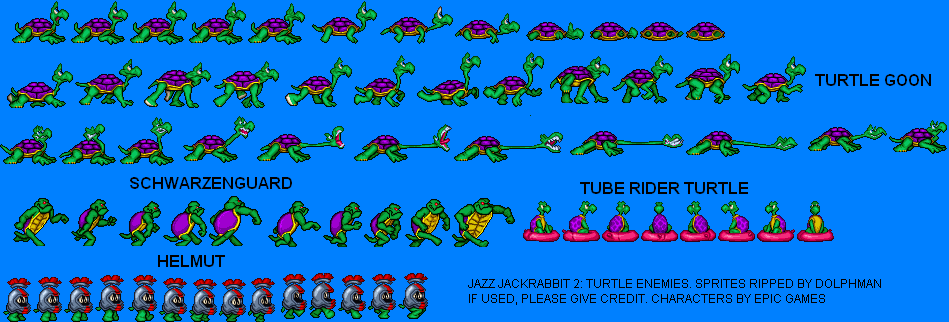 TURTLE GOON
SCHWARZENGUARD
TUBE RIDER TURTLE
HELMUT
JAZZ JACKRABBIT 2: TURTLE ENEMIES. SPRITES RIPPED BY DOLPHMAN
IF USED, PLEASE GIVE CREDIT. CHARACTERS BY EPIC GAMES